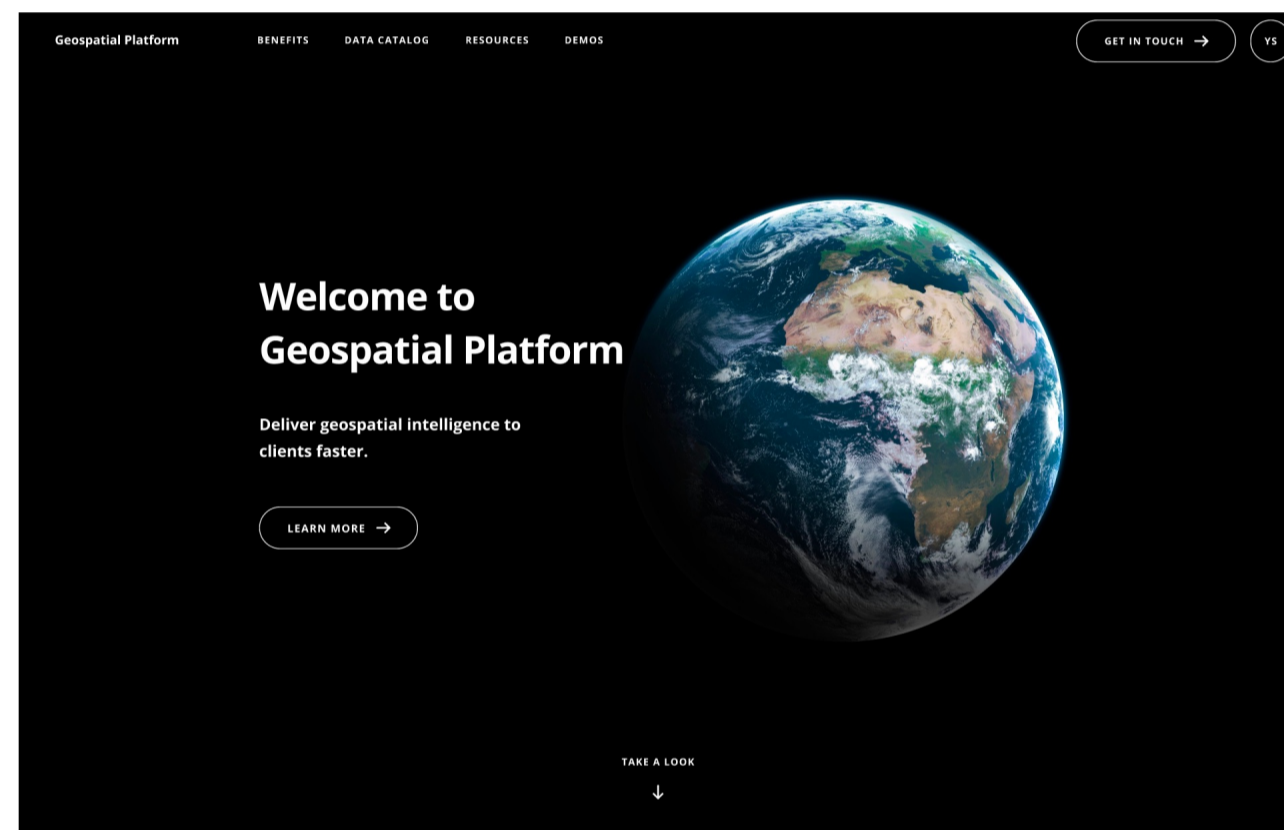 Geospatial Platform
BENEFITS
DATA CATALOG
RESOURCES
DEMOS
GET IN TOUCH
YS
Welcome to
Geospatial Platform
Deliver geospatial intelligence to
clients faster.
LEARN MORE
TAKE A LOOK